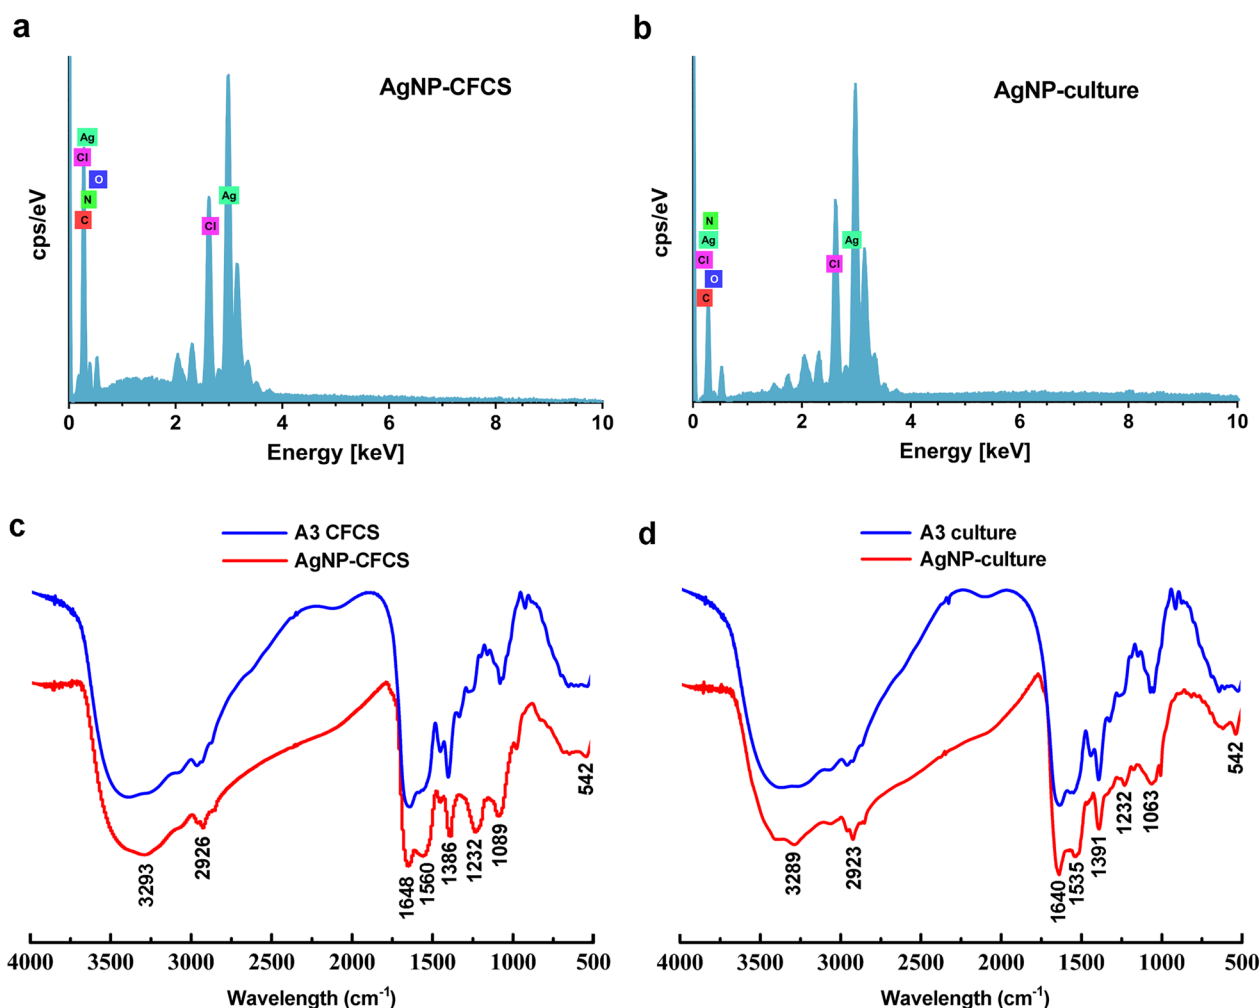 a
AgNP-CFCS
Ag
Cl
O
N
C
Cl
Ag
cps/eV
0 2 4 6 8 10
Energy [keV]
b
AgNP-culture
N
Ag
Cl
O
C
Cl
Ag
cps/eV
0 2 4 6 8 10
Energy [keV]
c
A3 CFCS
AgNP-CFCS
3293
2926
1648
1560
1386
1232
1089
542
4000 3500 3000 2500 2000 1500 1000 500
Wavelength (cm⁻¹)
d
A3 culture
AgNP-culture
3289
2923
1640
1535
1391
1232
1063
542
4000 3500 3000 2500 2000 1500 1000 500
Wavelength (cm⁻¹)